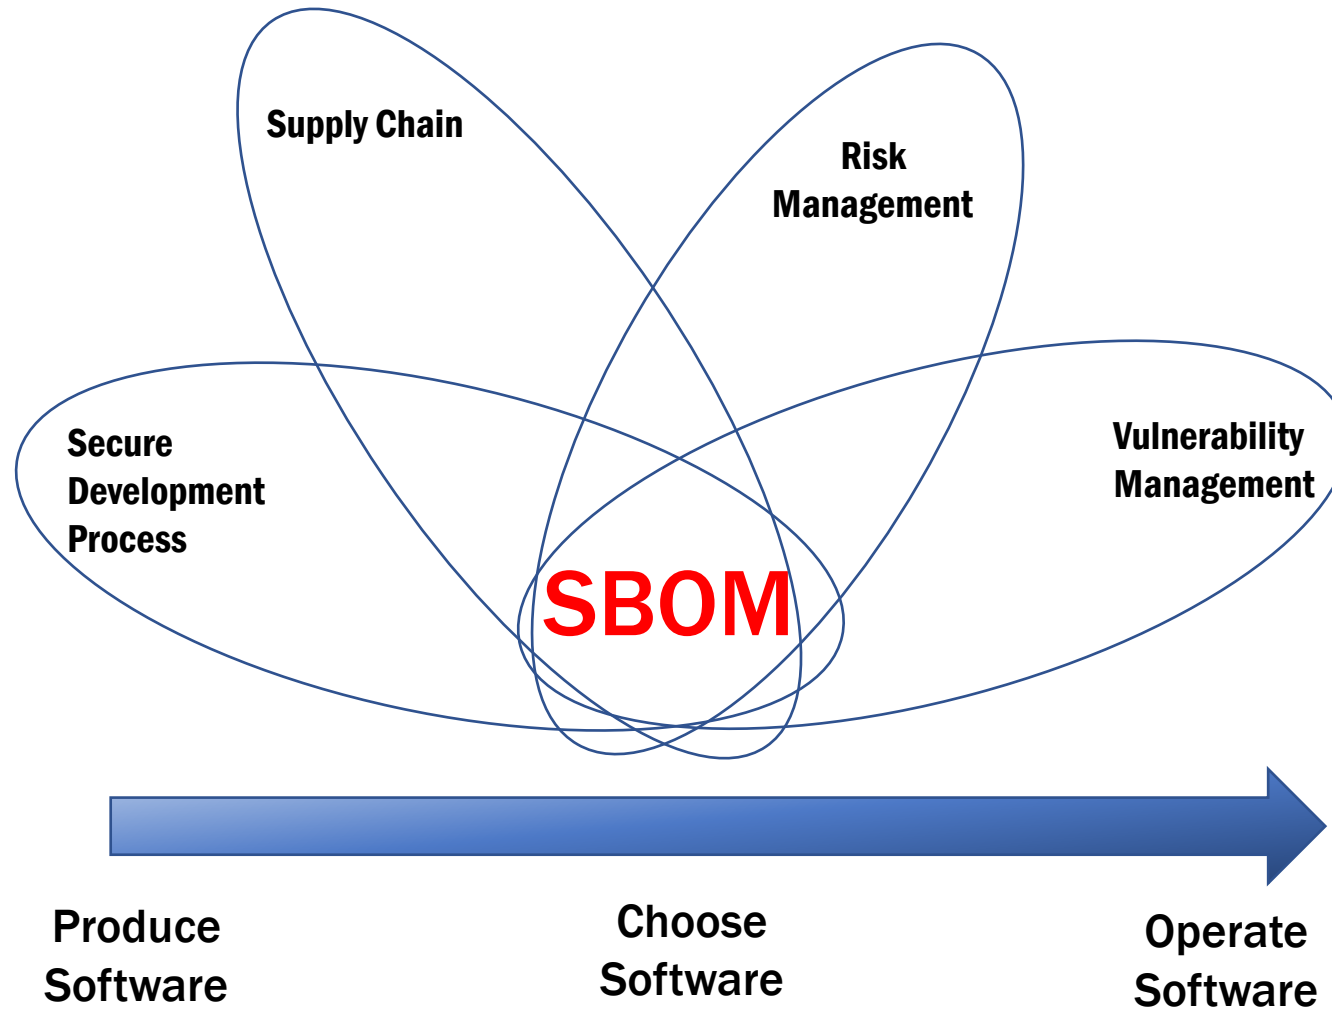 Supply Chain
Risk
Management
Secure
Development
Process
Vulnerability
Management
SBOM
Produce
Software
Choose
Software
Operate
Software